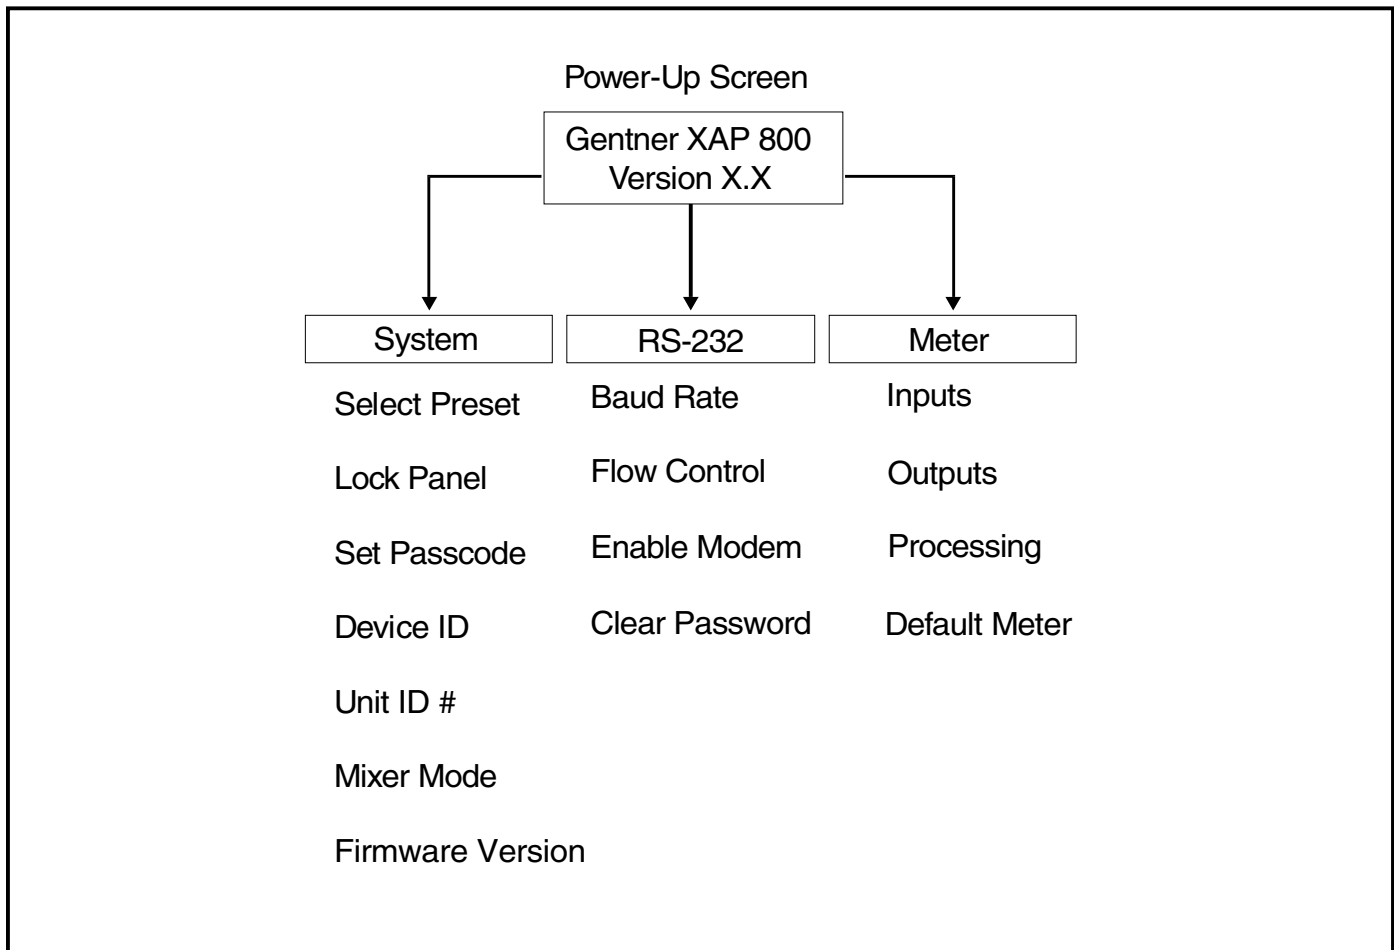 Power-Up Screen
Gentner XAP 800
Version X.X
System
Select Preset
Lock Panel
Set Passcode
Device ID
Unit ID #
Mixer Mode
Firmware Version
RS-232
Baud Rate
Flow Control
Enable Modem
Clear Password
Meter
Inputs
Outputs
Processing
Default Meter